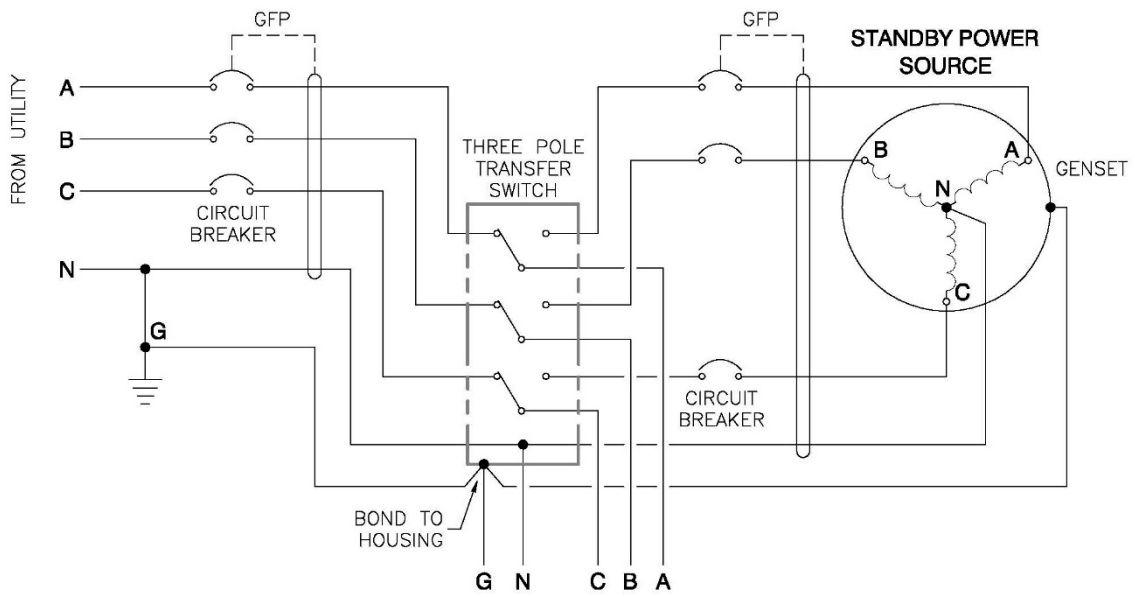 GFP
GFP
STANDBY POWER
SOURCE
FROM UTILITY
A
B
C
N
G
CIRCUIT
BREAKER
THREE POLE
TRANSFER
SWITCH
B
A
N
C
GENSET
CIRCUIT
BREAKER
BOND TO
HOUSING
G N C B A